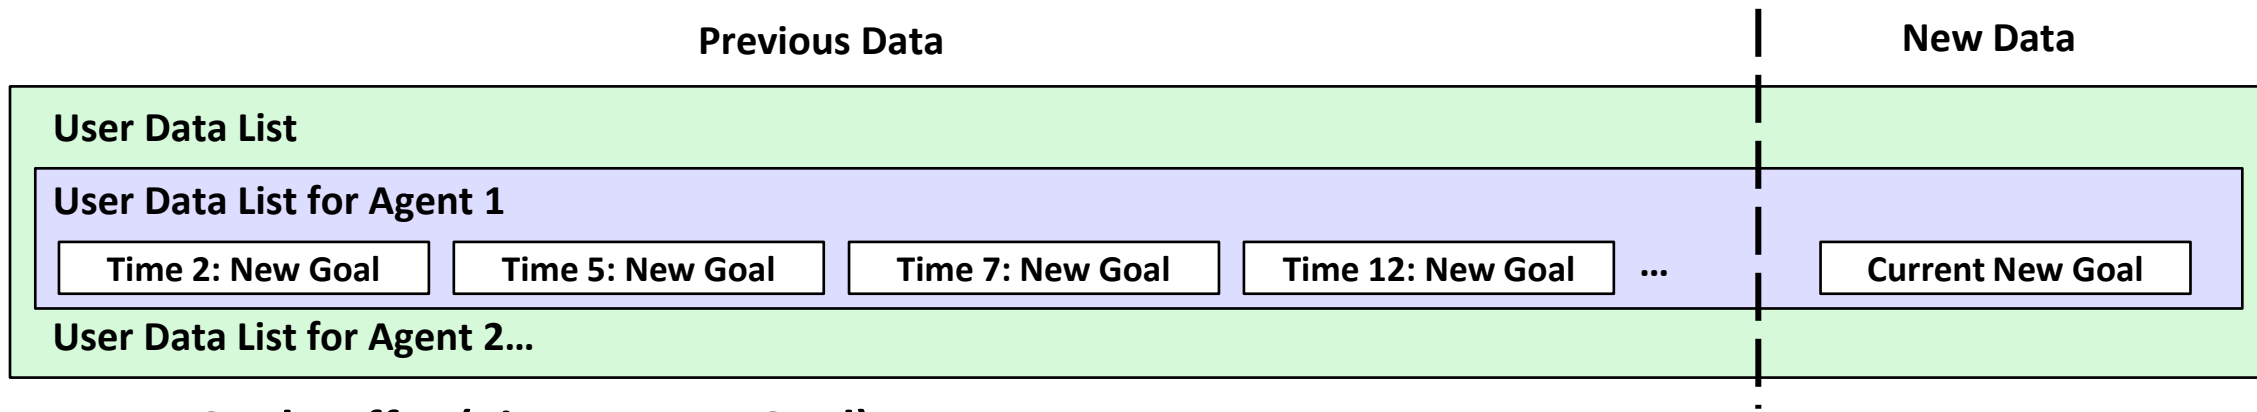 Previous Data
New Data
User Data List
User Data List for Agent 1
Time 2: New Goal
Time 5: New Goal
Time 7: New Goal
Time 12: New Goal
...
Current New Goal
User Data List for Agent 2...